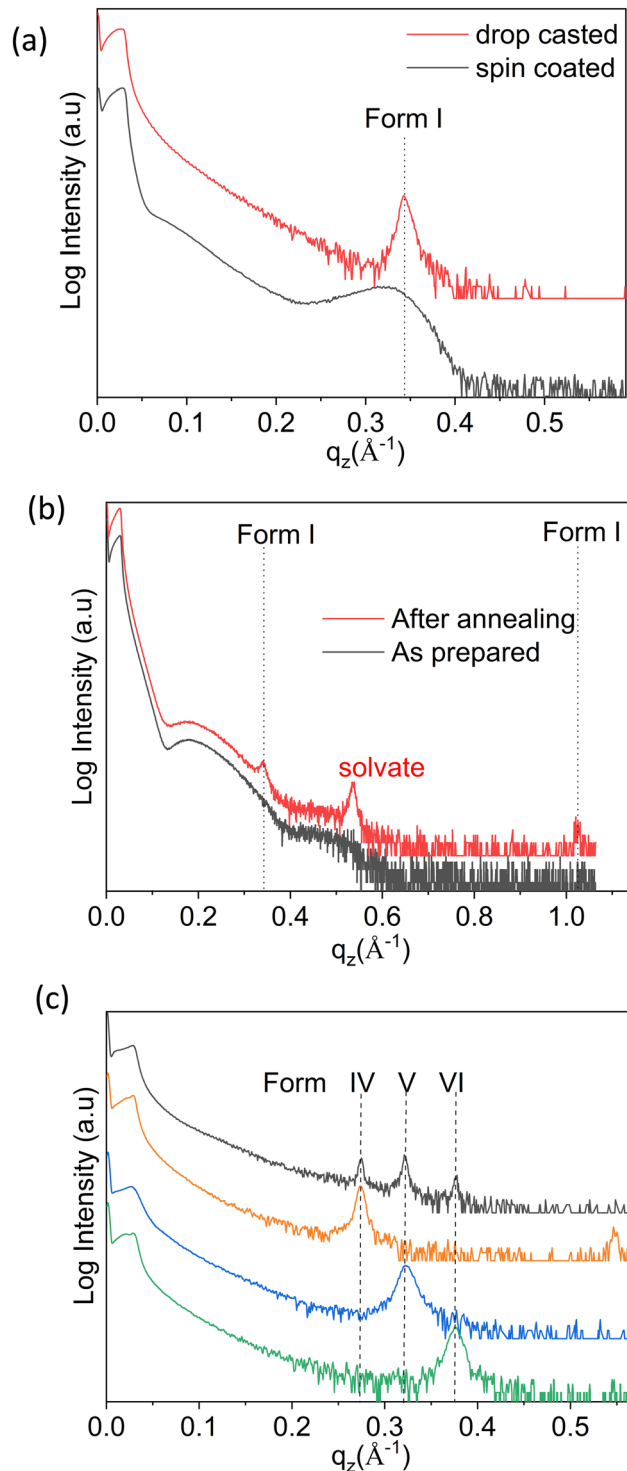 (a)
drop casted
spin coated
Form I
Log Intensity (a.u)
0.0 0.1 0.2 0.3 0.4 0.5
qz(Å-1)
(b)
Form I Form I
After annealing
As prepared
solvate
Log Intensity (a.u)
0.0 0.2 0.4 0.6 0.8 1.0
qz(Å-1)
(c)
Form IV V VI
Log Intensity (a.u)
0.0 0.1 0.2 0.3 0.4 0.5
qz(Å-1)